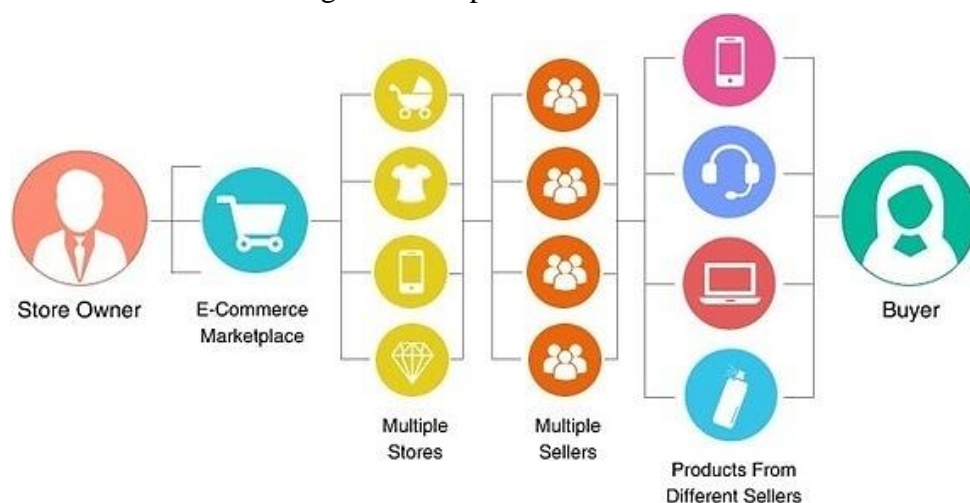 Store Owner
E-Commerce
Marketplace
Multiple
Stores
Multiple
Sellers
Products From
Different Sellers
Buyer